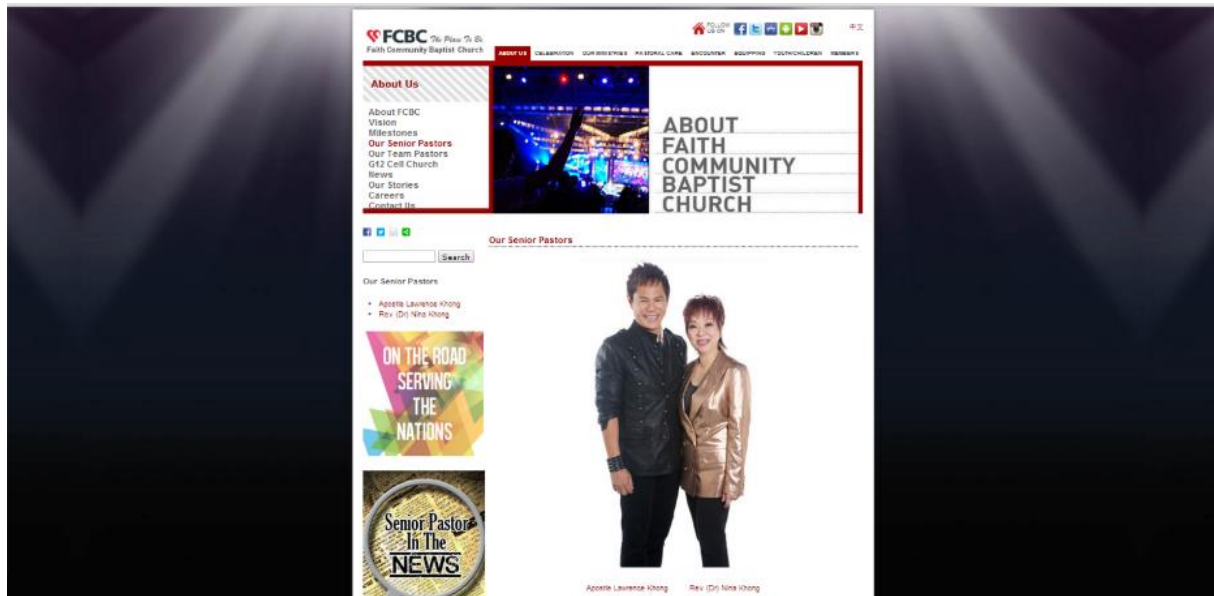 FCBC The Place To Be
Faith Community Baptist Church
FOLLOW
US ON
中文
ABOUT US CELEBRATION OUR MINISTRIES PASTORAL CARE ENCOUNTER EQUIPPING YOUTH/CHILDREN MEMBERS
About Us
About FCBC
Vision
Milestones
Our Senior Pastors
Our Team Pastors
G12 Cell Church
News
Our Stories
Careers
Contact Us
ABOUT
FAITH
COMMUNITY
BAPTIST
CHURCH
Search
Our Senior Pastors
Apostle Lawrence Khong
Rev. (Dr) Nina Khong
ON THE ROAD
SERVING
THE
NATIONS
Senior Pastor
In The
NEWS
Our Senior Pastors
Apostle Lawrence Khong Rev. (Dr) Nina Khong